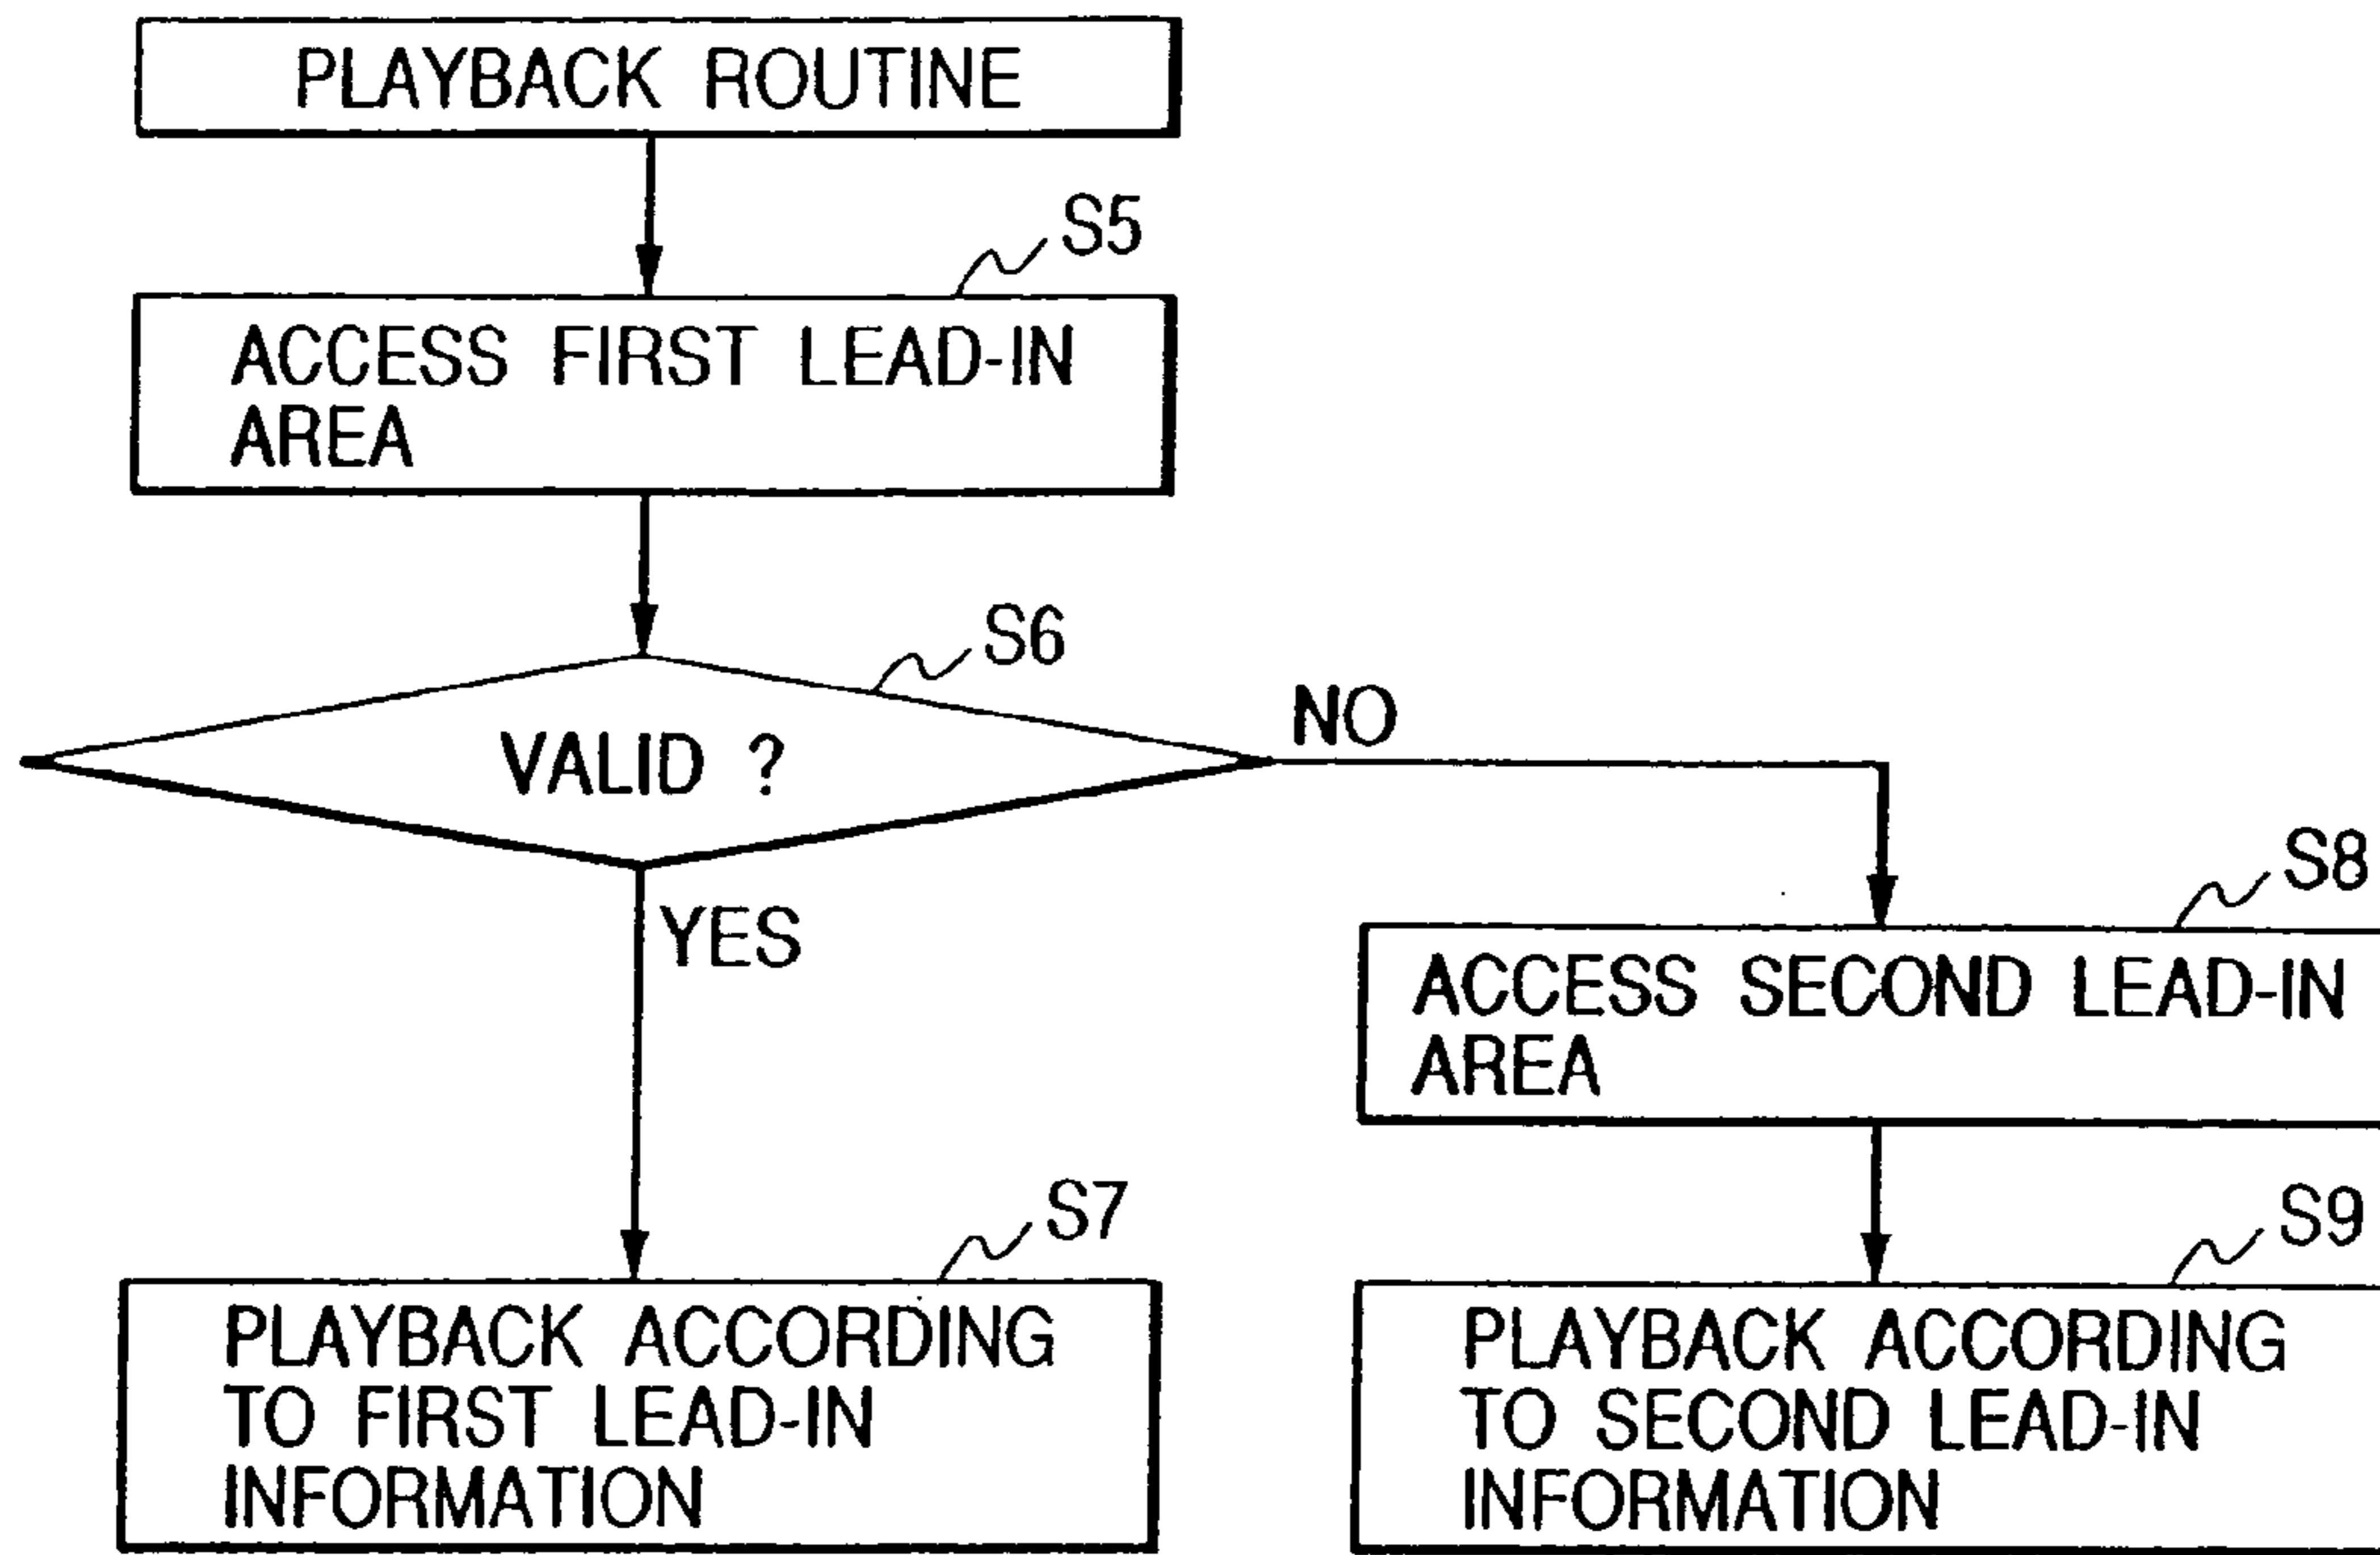 PLAYBACK ROUTINE
S5
ACCESS FIRST LEAD-IN
AREA
S6
VALID ?
NO
YES
S8
ACCESS SECOND LEAD-IN
AREA
S7
PLAYBACK ACCORDING
TO FIRST LEAD-IN
INFORMATION
S9
PLAYBACK ACCORDING
TO SECOND LEAD-IN
INFORMATION